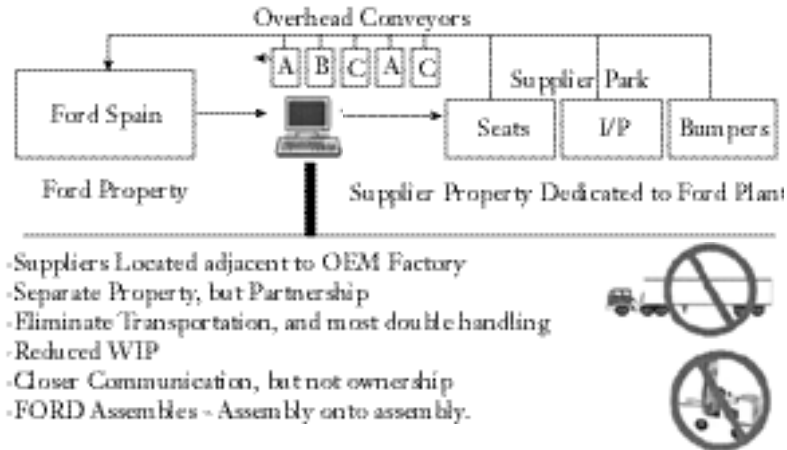 Overhead Conveyors
A B C A C
Supplier Park
Ford Spain
Seats I/P Bumpers
Ford Property
Supplier Property Dedicated to Ford Plant
-Suppliers Located adjacent to OEM Factory
-Separate Property, but Partnership
-Eliminate Transportation, and most double handling
-Reduced WIP
-Closer Communication, but not ownership
-FORD Assembles - Assembly onto assembly.